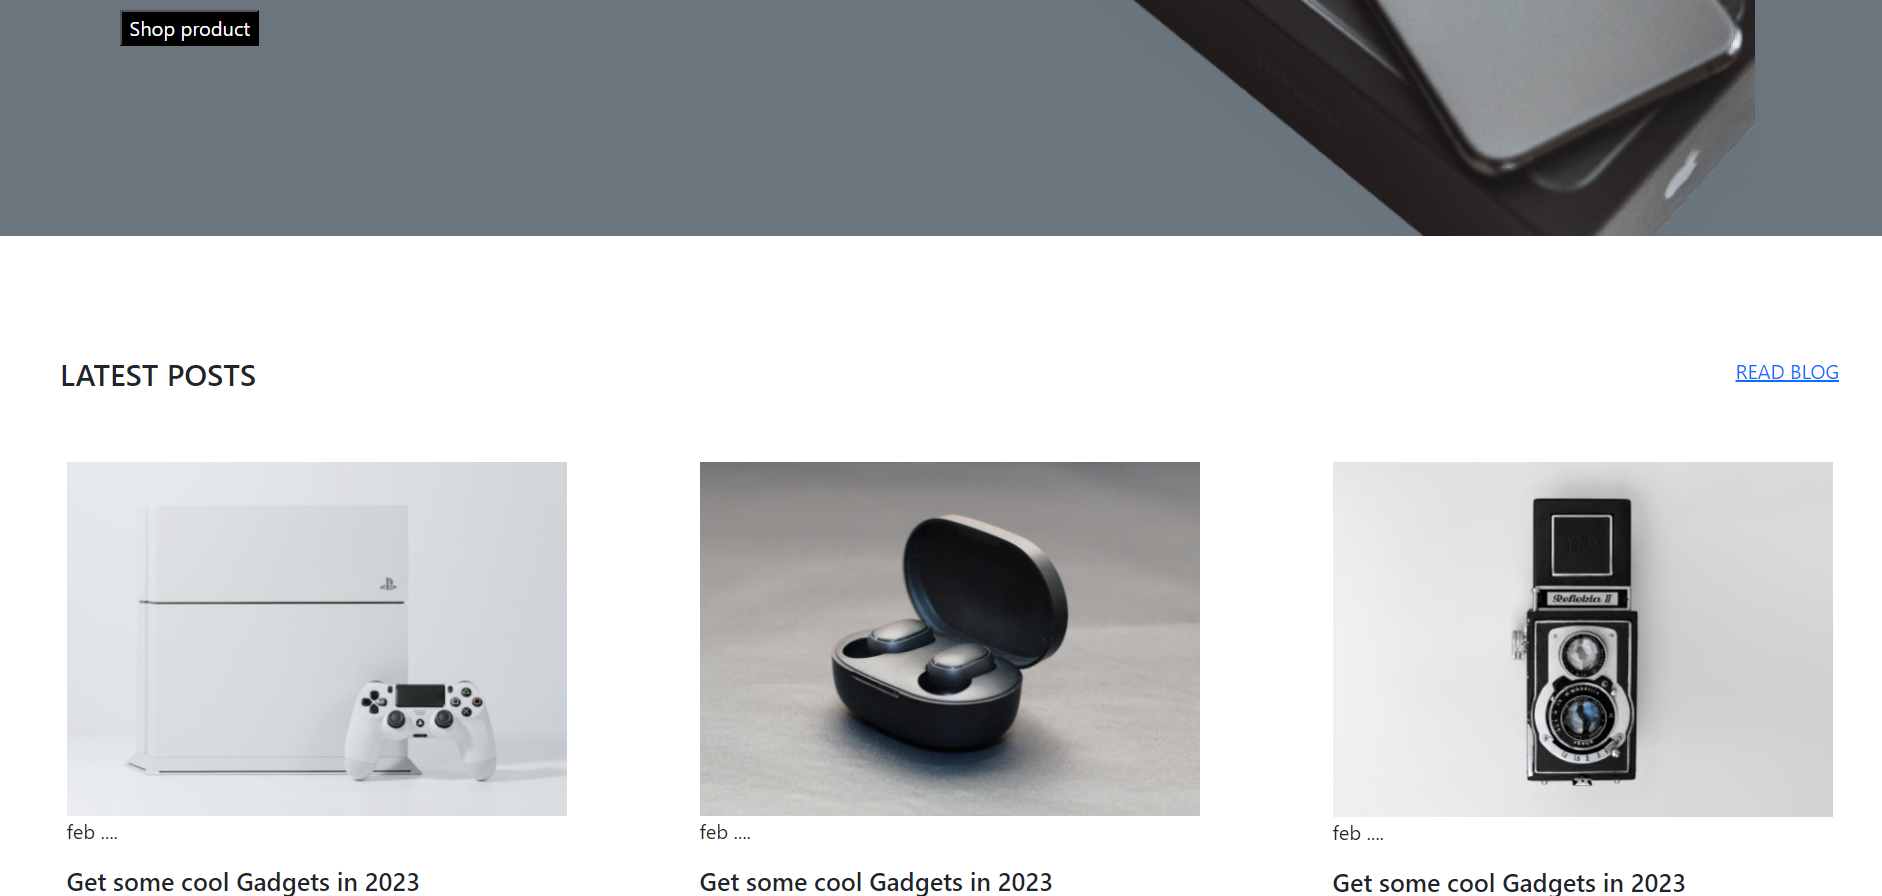 Shop product
LATEST POSTS
READ BLOG
Reflekta II
feb ....
feb ....
feb ....
Get some cool Gadgets in 2023
Get some cool Gadgets in 2023
Get some cool Gadgets in 2023